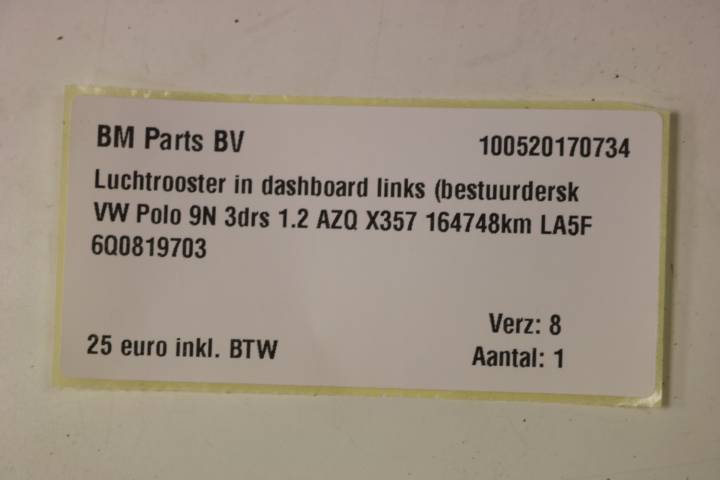 BM Parts BV 100520170734
Luchtrooster in dashboard links (bestuurdersk
VW Polo 9N 3drs 1.2 AZQ X357 164748km LA5F
6Q0819703
Verz: 8
25 euro inkl. BTW Aantal: 1